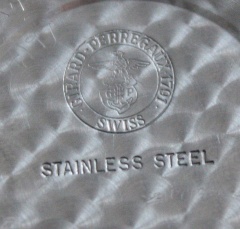 GIRARD-PERREGAUX 1791
SWISS
STAINLESS STEEL